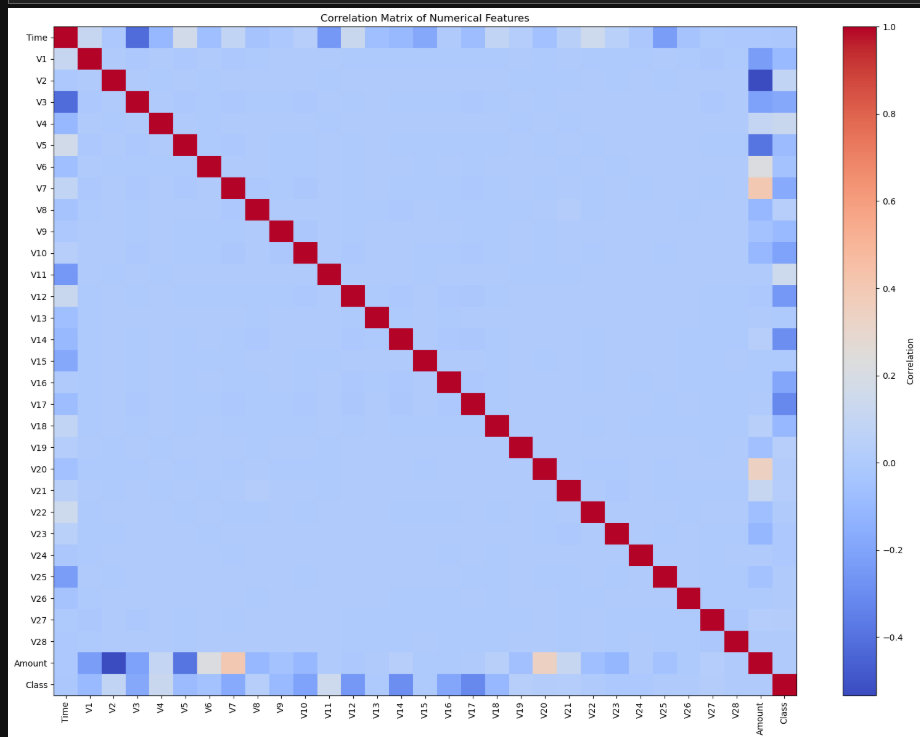 Correlation Matrix of Numerical Features
Time
V1
V2
V3
V4
V5
V6
V7
V8
V9
V10
V11
V12
V13
V14
V15
V16
V17
V18
V19
V20
V21
V22
V23
V24
V25
V26
V27
V28
Amount
Class
Time
V1
V2
V3
V4
V5
V6
V7
V8
V9
V10
V11
V12
V13
V14
V15
V16
V17
V18
V19
V20
V21
V22
V23
V24
V25
V26
V27
V28
Amount
Class
1.0
0.8
0.6
0.4
0.2
0.0
−0.2
−0.4
Correlation